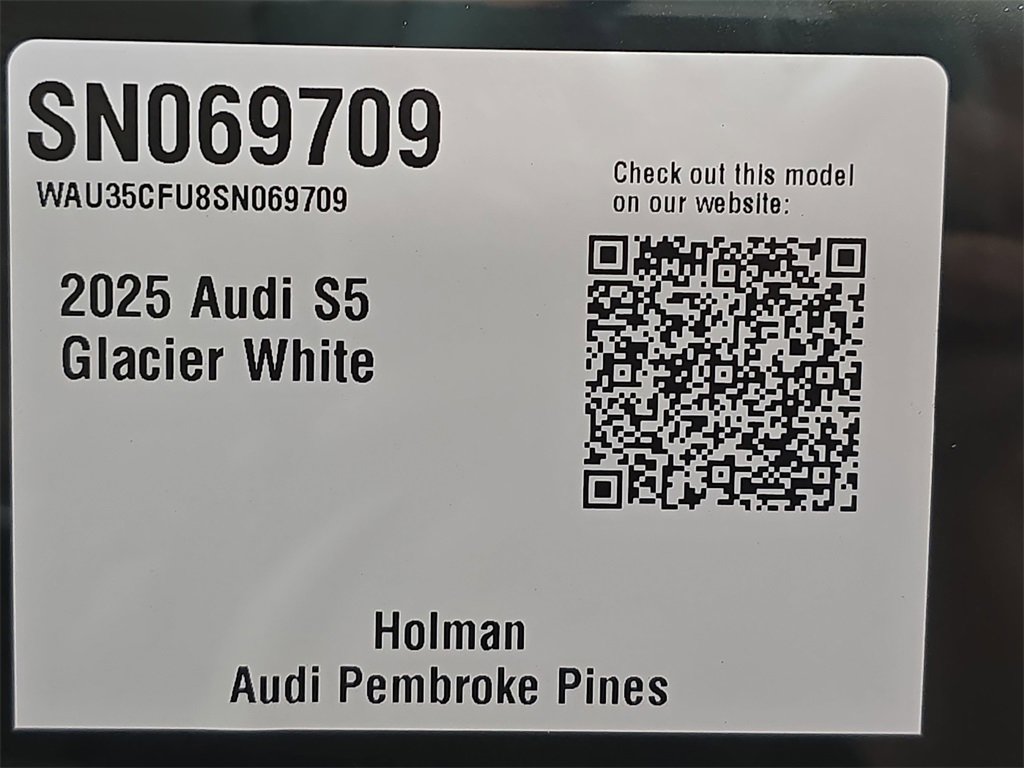 SN069709
WAU35CFU8SN069709
Check out this model
on our website:
2025 Audi S5
Glacier White
Holman
Audi Pembroke Pines